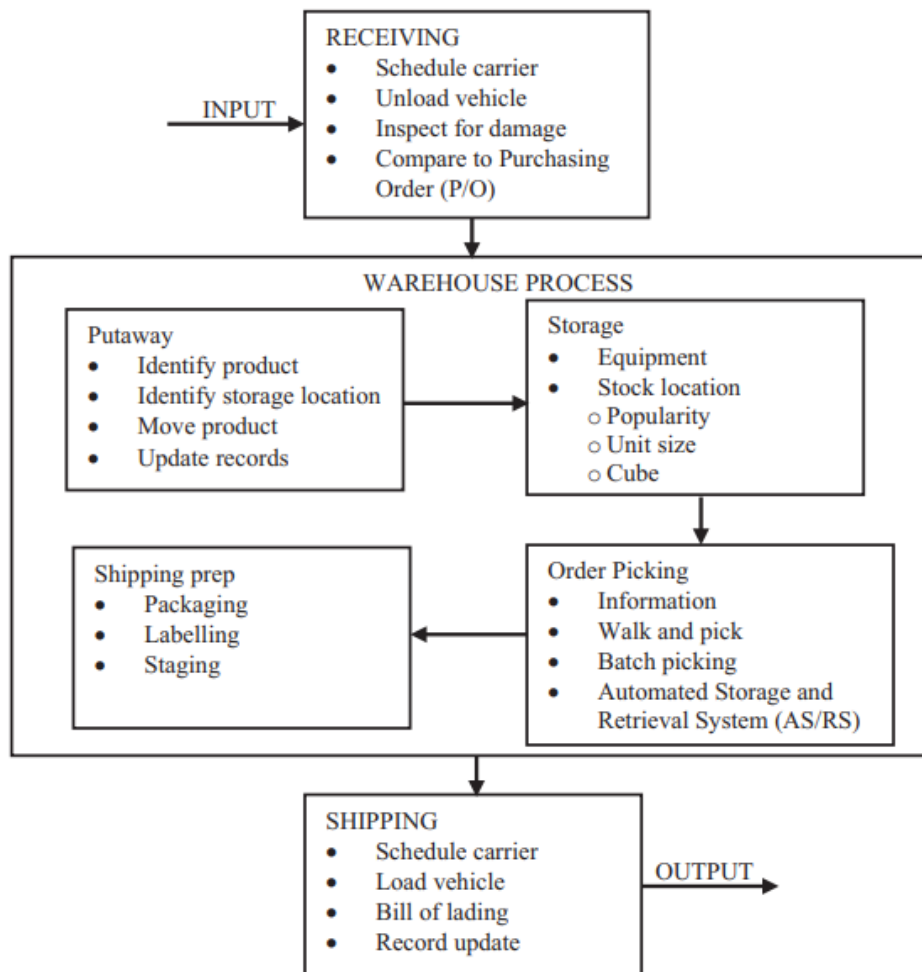 RECEIVING
• Schedule carrier
• Unload vehicle
• Inspect for damage
• Compare to Purchasing
Order (P/O)
INPUT
WAREHOUSE PROCESS
Putaway
• Identify product
• Identify storage location
• Move product
• Update records
Storage
• Equipment
• Stock location
o Popularity
o Unit size
o Cube
Order Picking
• Information
• Walk and pick
• Batch picking
• Automated Storage and
Retrieval System (AS/RS)
Shipping prep
• Packaging
• Labelling
• Staging
SHIPPING
• Schedule carrier
• Load vehicle
• Bill of lading
• Record update
OUTPUT